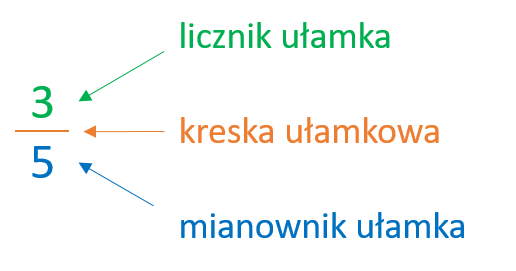 licznik ułamka
3
kreska ułamkowa
5
mianownik ułamka